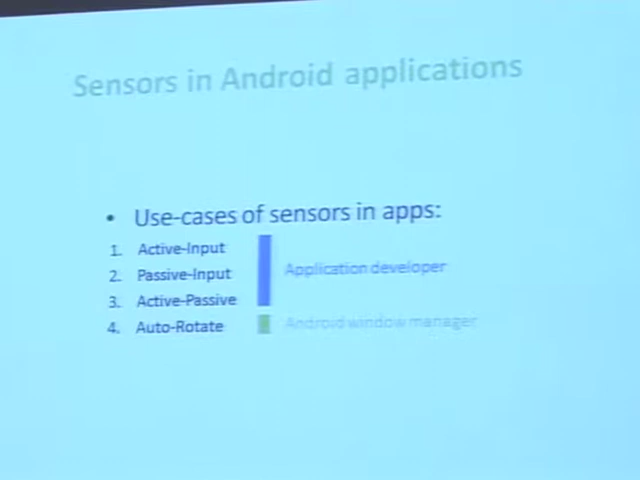 Sensors in Android applications
• Use-cases of sensors in apps:
1. Active-Input
2. Passive-Input
Application developer
3. Active-Passive
4. Auto-Rotate
Android window manager